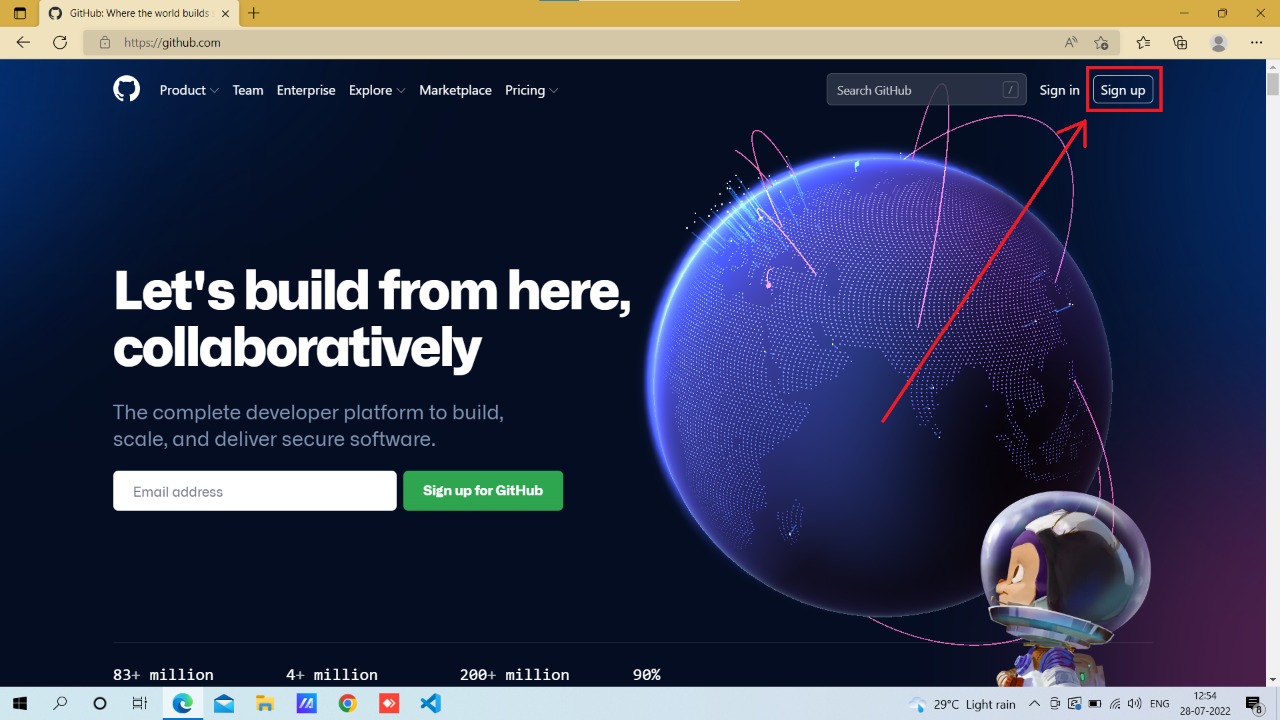 GitHub: Where the world builds
https://github.com
Product Team Enterprise Explore Marketplace Pricing
Search GitHub /
Sign in
Sign up
Let's build from here,
collaboratively
The complete developer platform to build,
scale, and deliver secure software.
Email address
Sign up for GitHub
83+ million 4+ million 200+ million 90%
29°C Light rain
ENG
12:54
28-07-2022
8